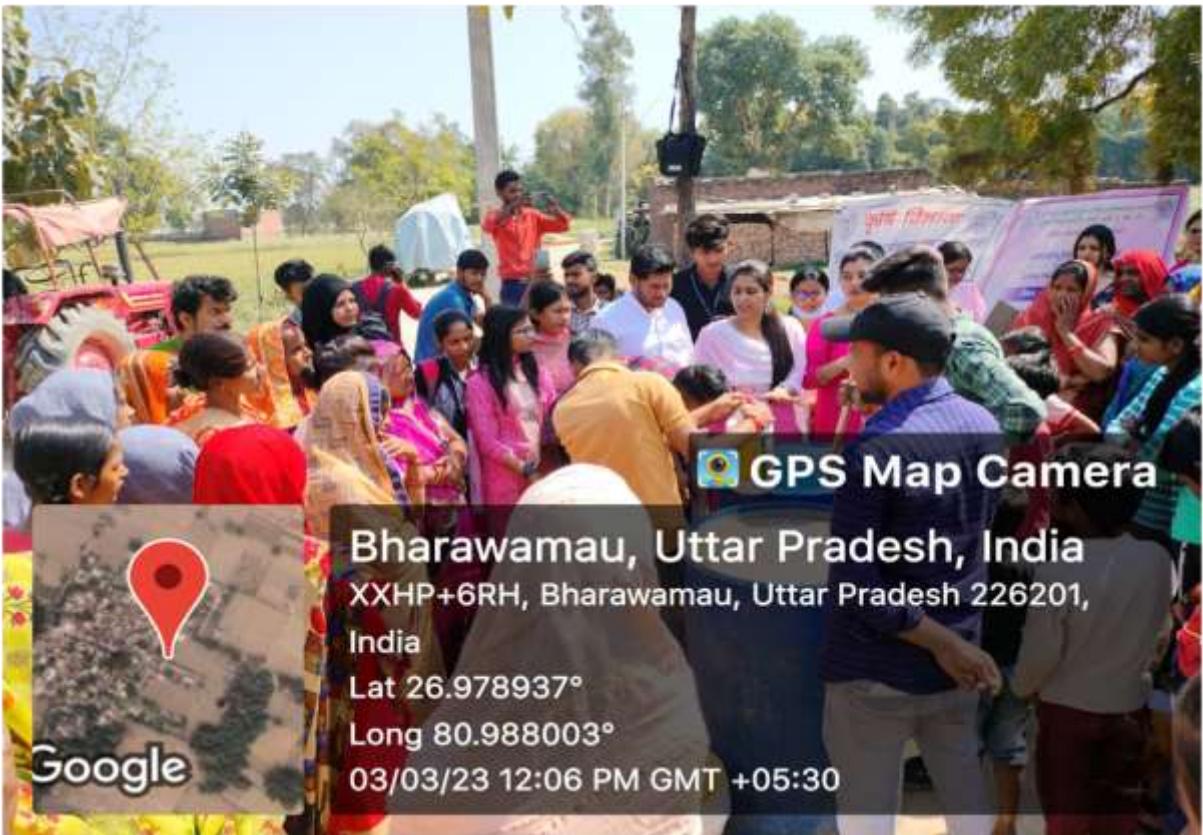 कृषि विज्ञान
GPS Map Camera
Bharawamau, Uttar Pradesh, India
XXHP+6RH, Bharawamau, Uttar Pradesh 226201,
India
Lat 26.978937°
Long 80.988003°
03/03/23 12:06 PM GMT +05:30
Google